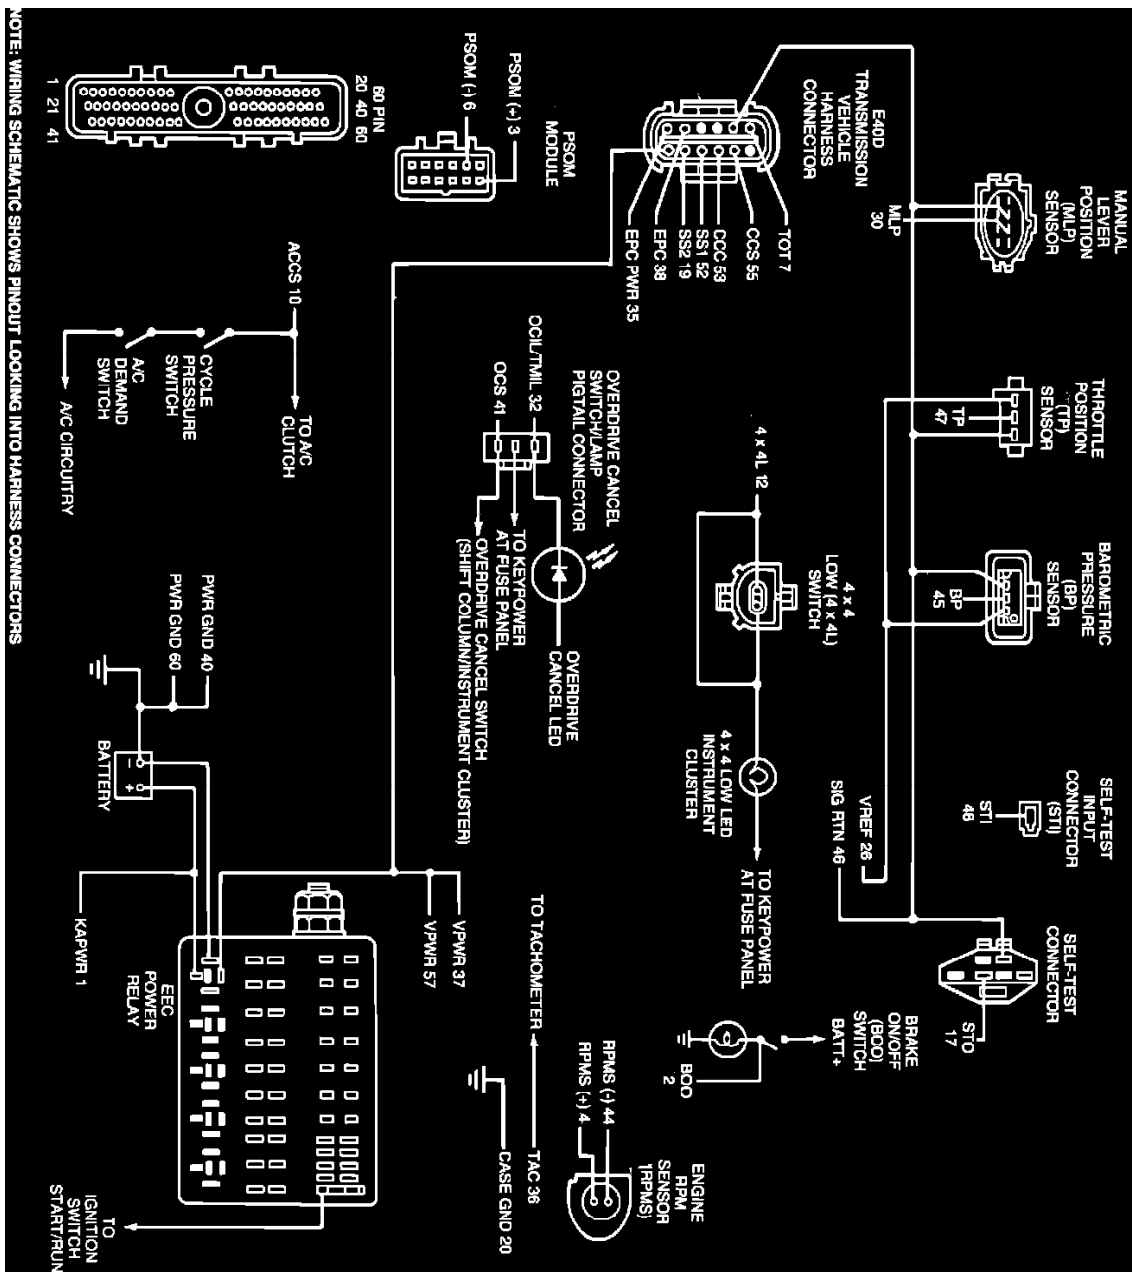 MANUAL
LEVER
POSITION
(MLP)
SENSOR
MLP
30
THROTTLE
POSITION
(TP)
SENSOR
TP
47
BAROMETRIC
PRESSURE
(BP)
SENSOR
BP
45
SELF-TEST
INPUT
CONNECTOR
(STI)
STI
48
SELF-TEST
CONNECTOR
STO
17
VREF 26
SIG RTN 46
E40D
TRANSMISSION
VEHICLE
HARNESS
CONNECTOR
TOT 7
CCS 55
CCC 53
SS1 52
SS2 19
EPC 38
EPC PWR 35
4 x 4L 12
4 x 4
LOW (4 x 4L)
SWITCH
4 x 4 LOW LED
INSTRUMENT
CLUSTER
TO KEYPOWER
AT FUSE PANEL
BRAKE
ON/OFF
(BOO)
SWITCH
BATT+
BOO
2
PSOM
MODULE
PSOM (+) 3
PSOM (-) 6
OVERDRIVE CANCEL
SWITCH/LAMP
PIGTAIL CONNECTOR
OCIL/TMIL 32
OCS 41
OVERDRIVE
CANCEL LED
TO KEYPOWER
AT FUSE PANEL
OVERDRIVE CANCEL SWITCH
(SHIFT COLUMN/INSTRUMENT CLUSTER)
ENGINE
RPM
SENSOR
(RPMS)
RPMS (-) 44
RPMS (+) 4
TO TACHOMETER
TAC 36
CASE GND 20
VPWR 37
VPWR 57
60 PIN
20 40 60
1 21 41
ACCS 10
TO A/C
CLUTCH
CYCLE
PRESSURE
SWITCH
A/C
DEMAND
SWITCH
A/C CIRCUITRY
PWR GND 40
PWR GND 60
- +
BATTERY
KAPWR 1
EEC
POWER
RELAY
TO
IGNITION
SWITCH
START/RUN
NOTE: WIRING SCHEMATIC SHOWS PINOUT LOOKING INTO HARNESS CONNECTORS